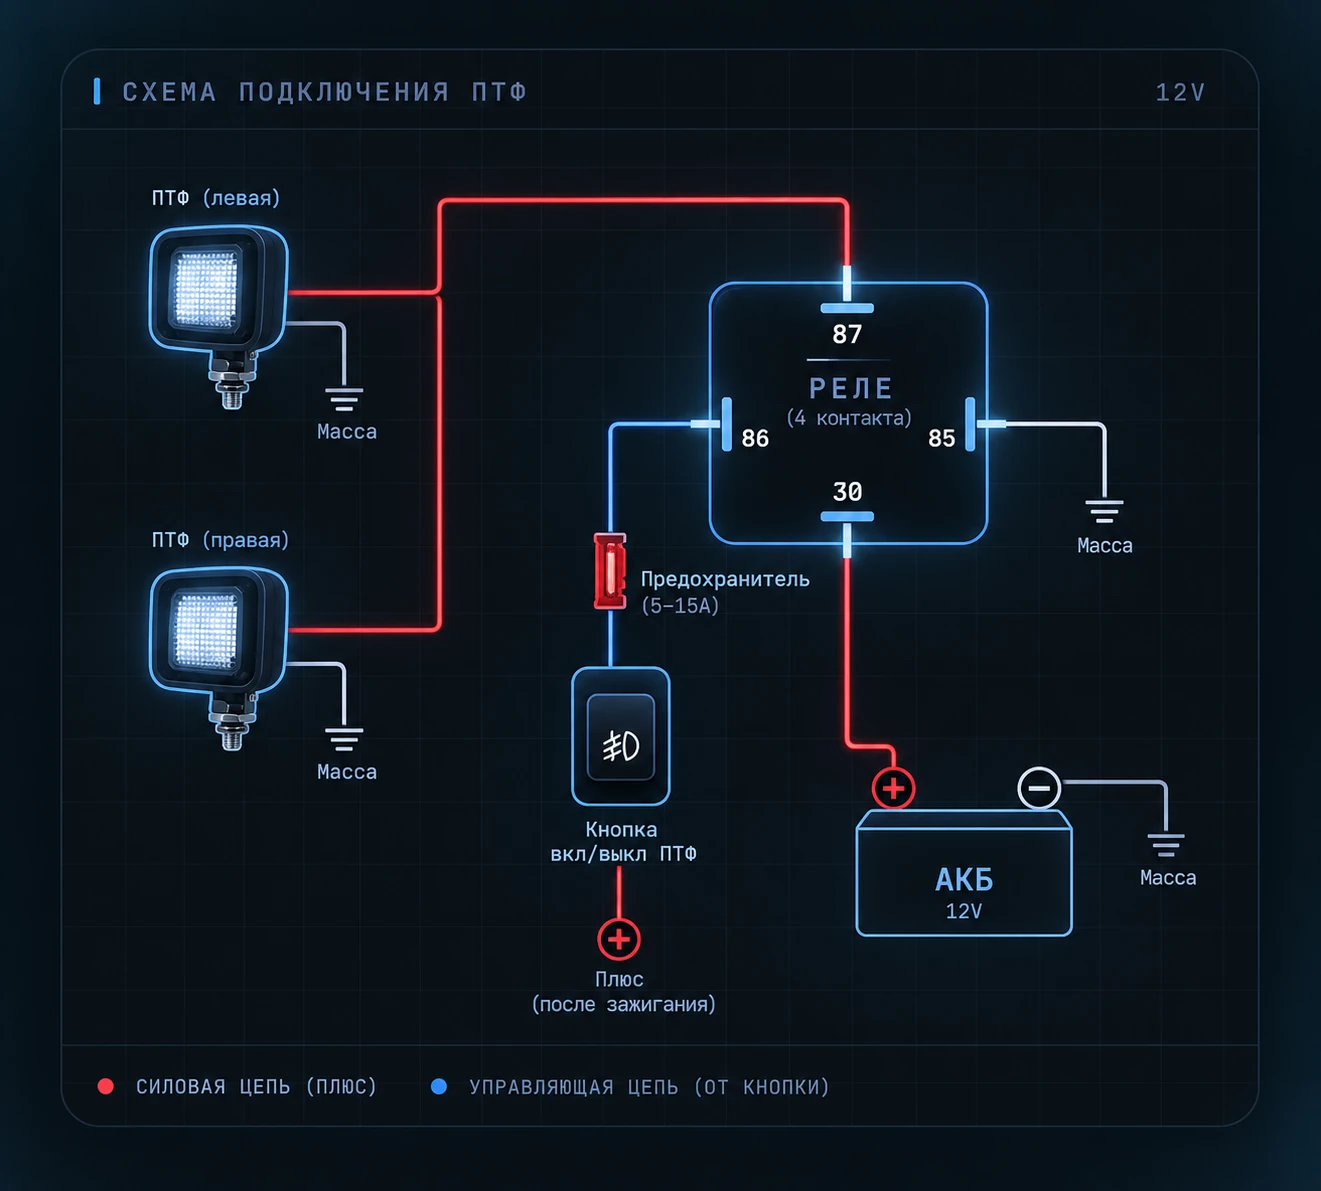 СХЕМА ПОДКЛЮЧЕНИЯ ПТФ
12V
ПТФ (левая)
Масса
87
РЕЛЕ
(4 контакта)
86
85
30
Масса
ПТФ (правая)
Масса
Предохранитель
(5–15А)
Кнопка
вкл/выкл ПТФ
Плюс
(после зажигания)
АКБ
12V
Масса
СИЛОВАЯ ЦЕПЬ (ПЛЮС)
УПРАВЛЯЮЩАЯ ЦЕПЬ (ОТ КНОПКИ)